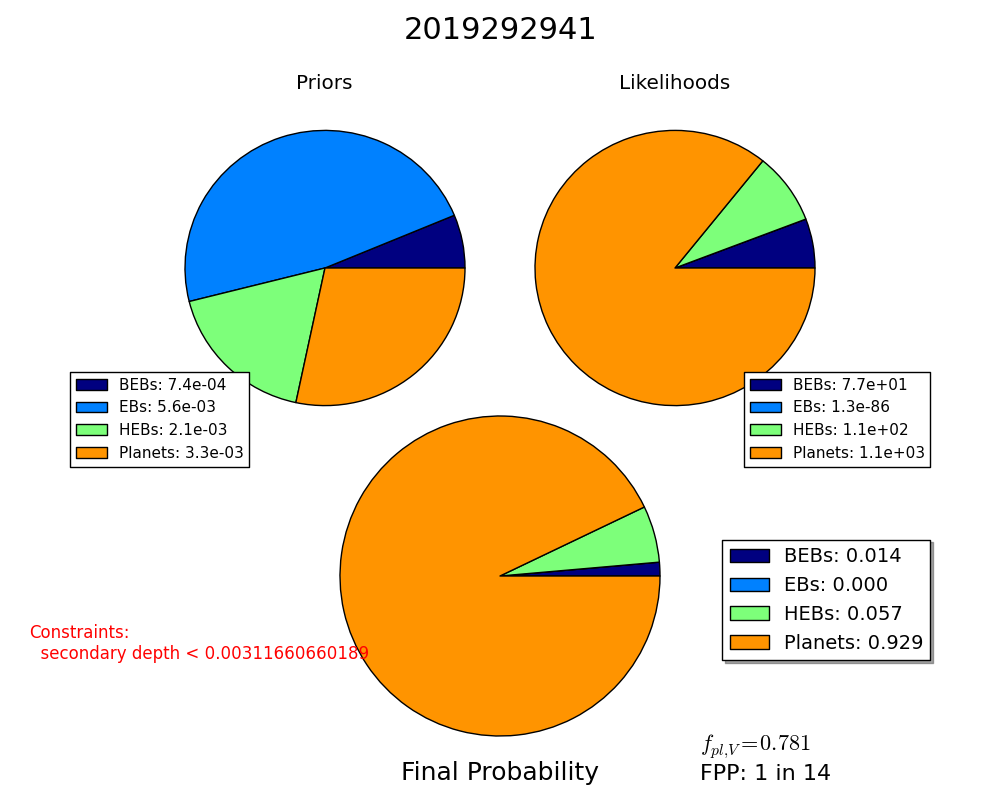 2019292941
Priors
Likelihoods
BEBs: 7.4e-04
EBs: 5.6e-03
HEBs: 2.1e-03
Planets: 3.3e-03
BEBs: 7.7e+01
EBs: 1.3e-86
HEBs: 1.1e+02
Planets: 1.1e+03
BEBs: 0.014
EBs: 0.000
HEBs: 0.057
Planets: 0.929
Constraints:
secondary depth < 0.00311660660189
f_{pl,V}=0.781
Final Probability
FPP: 1 in 14